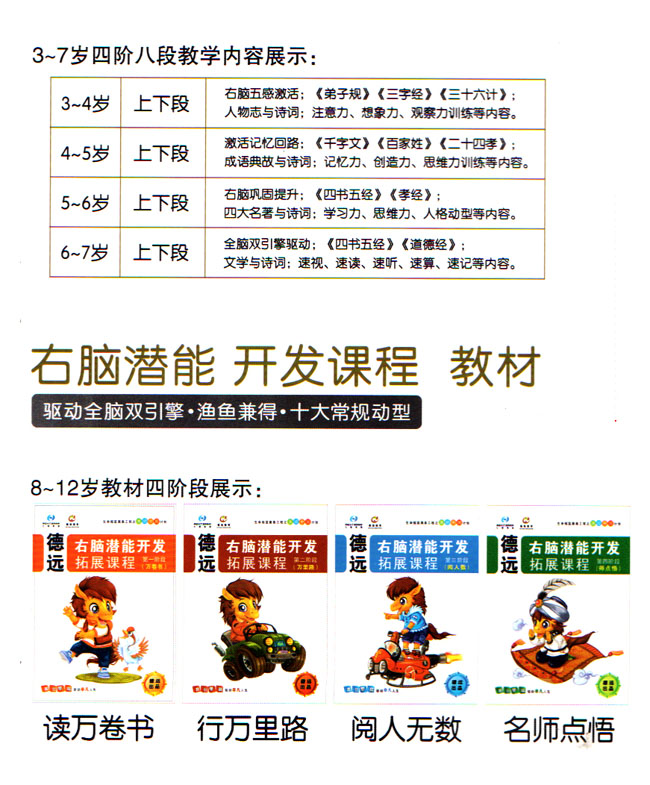 3~7岁四阶八段教学内容展示：
3~4岁 上下段 右脑五感激活；《弟子规》《三字经》《三十六计》；
人物志与诗词；注意力、想象力、观察力训练等内容。
4~5岁 上下段 激活记忆回路；《千字文》《百家姓》《二十四孝》；
成语典故与诗词；记忆力、创造力、思维力训练等内容。
5~6岁 上下段 右脑巩固提升；《四书五经》《孝经》；
四大名著与诗词；学习力、思维力、人格动型等内容。
6~7岁 上下段 全脑双引擎驱动；《四书五经》《道德经》；
文学与诗词；速视、速读、速听、速算、速记等内容。
右脑潜能 开发课程 教材
驱动全脑双引擎·渔鱼兼得·十大常规动型
8~12岁教材四阶段展示：
德远 右脑潜能开发
拓展课程 第一阶段
（万卷书）
德远 右脑潜能开发
拓展课程 第二阶段
（万里路）
德远 右脑潜能开发
拓展课程 第三阶段
（阅人数）
德远 右脑潜能开发
拓展课程 第四阶段
（得点悟）
读万卷书 行万里路 阅人无数 名师点悟